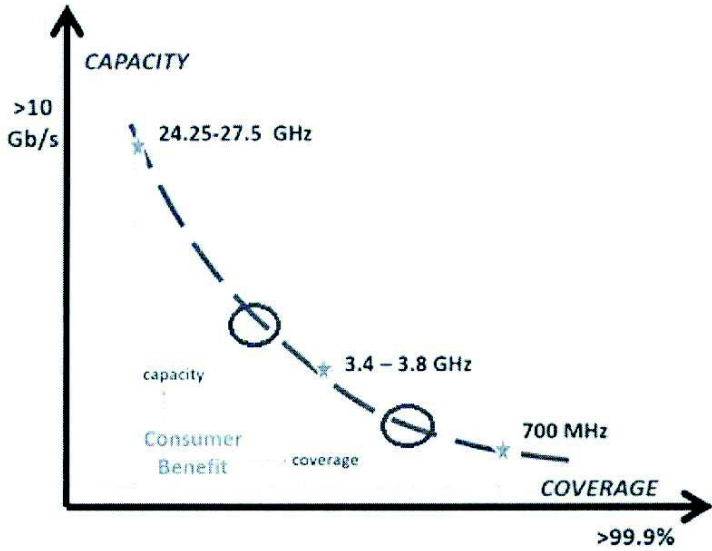 CAPACITY
>10
Gb/s
24.25-27.5 GHz
3.4 – 3.8 GHz
capacity
Consumer
Benefit
coverage
700 MHz
COVERAGE
>99.9%